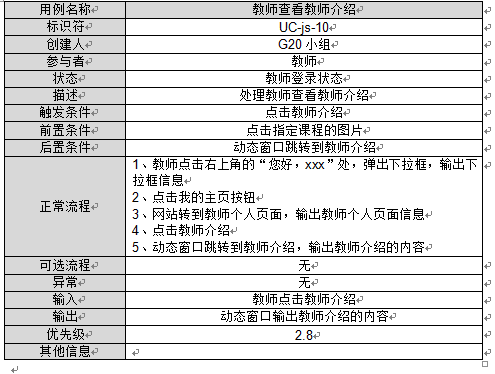 用例名称 教师查看教师介绍
标识符 UC-js-10
创建人 G20 小组
参与者 教师
状态 教师登录状态
描述 处理教师查看教师介绍
触发条件 点击教师介绍
前置条件 点击指定课程的图片
后置条件 动态窗口跳转到教师介绍
正常流程
1、教师点击右上角的“您好，xxx”处，弹出下拉框，输出下
拉框信息
2、点击我的主页按钮
3、网站转到教师个人页面，输出教师个人页面信息
4、点击教师介绍
5、动态窗口跳转到教师介绍，输出教师介绍的内容
可选流程 无
异常 无
输入 教师点击教师介绍
输出 动态窗口输出教师介绍的内容
优先级 2.8
其他信息